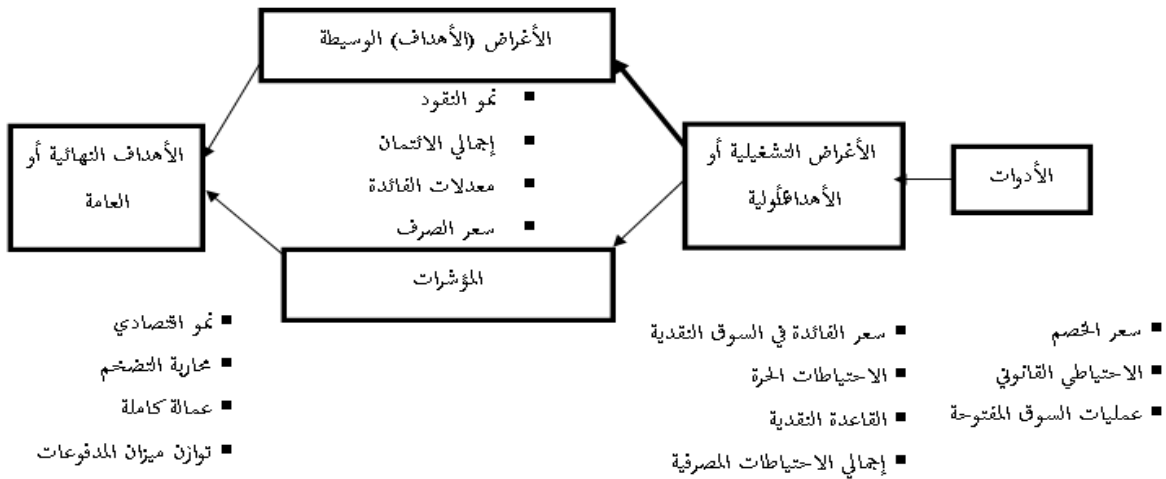 الأغراض (الأهداف) الوسيطة
▪ نمو النقود
▪ إجمالي الائتمان
▪ معدلات الفائدة
▪ سعر الصرف
الأدوات
الأغراض التشغيلية أو
الأولية
الأهداف النهائية أو
العامة
المؤشرات
▪ سعر الخصم
▪ الاحتياطي القانوني
▪ عمليات السوق المفتوحة
▪ سعر الفائدة في السوق النقدية
▪ الاحتياطات الحرة
▪ القاعدة النقدية
▪ إجمالي الاحتياطات المصرفية
▪ نمو اقتصادي
▪ محاربة التضخم
▪ عمالة كاملة
▪ توازن ميزان المدفوعات